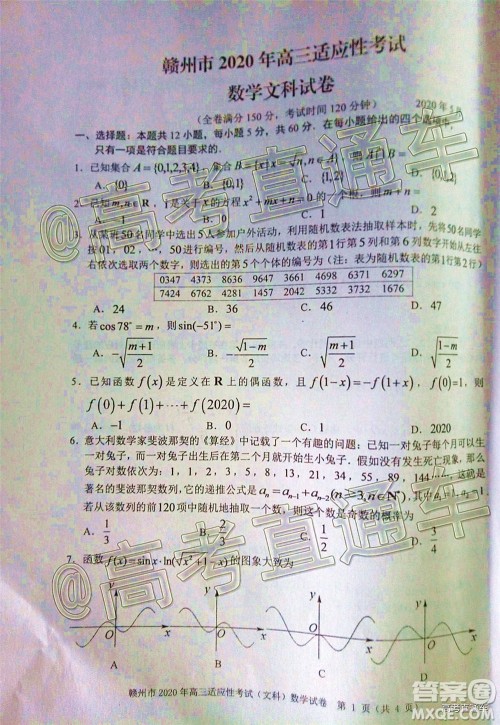 赣州市2020年高三适应性考试
数学文科试卷
(全卷满分150分,考试时间120分钟) 2020年5月
一、选择题:本题共12小题,每小题5分,共60分.在每小题给出的四个选项中,
只有一项是符合题目要求的.
1.已知集合A={0,1,2,3,4},集合B={x|x=√n,n∈A},则A∩B=
A.{0} B.{0,1} C.{0,1,2}
2.已知m,n∈R,i是关于x的方程x²+mx+n=0的一个根,则m+n=
A.-1 B.0 C.1
3.从某班50名同学中选出5人参加户外活动,利用随机数表法抽取样本时,先将50名同学
按01,02,…,50进行编号,然后从随机数表的第1行第5列和第6列数字开始从左往
右依次选取两个数字,则选出的第5个个体的编号为(注:表为随机数表的第1行第2行)
0347 4373 8636 9647 3661 4698 6371 6297
7424 6762 4281 1457 2042 5332 3732 1676
A.24 B.36 C.46 D.47
4.若cos78°=m,则sin(-51°)=
A.-√((m+1)/2) B.-√((1-m)/2) C.√((m+1)/2) D.
5.已知函数f(x)是定义在R上的偶函数,且f(1-x)=-f(1+x),f(0)=1,则
f(0)+f(1)+⋯+f(2020)=
A.-1 B.0 C.1 D.2020
6.意大利数学家斐波那契的《算经》中记载了一个有趣的问题:已知一对兔子每个月可以生
一对兔子,而一对兔子出生后在第二个月就开始生小兔子.假如没有发生死亡现象,那么
兔子对数依次为:1,1,2,3,5,8,13,21,34,55,89,144……,这就是
著名的斐波那契数列,它的递推公式是aₙ=aₙ₋₁+aₙ₋₂(n≥3,n∈N*),其中
若从该数列的前120项中随机地抽取一个数,则这个数是奇数的概率为
A.1/3 B.2/3 C.1/2 D.3/4
7.函数f(x)=sinx·ln(√(x²+1)-x)的图象大致为
O x O x O x O x
赣州市2020年高三适应性考试(文科)数学试卷 第1页(共4页)
@高考直通车
@高考直通车
答案圈
MXQE.COM